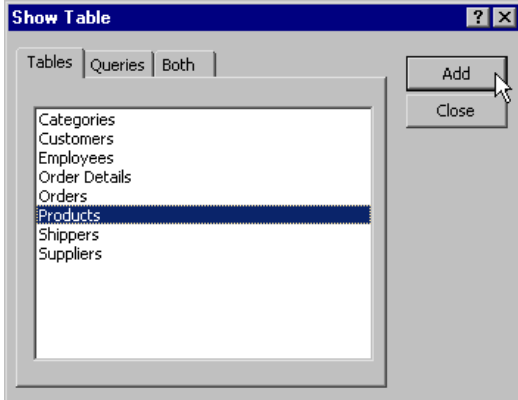 Show Table
Tables Queries Both
Add
Close
Categories
Customers
Employees
Order Details
Orders
Products
Shippers
Suppliers